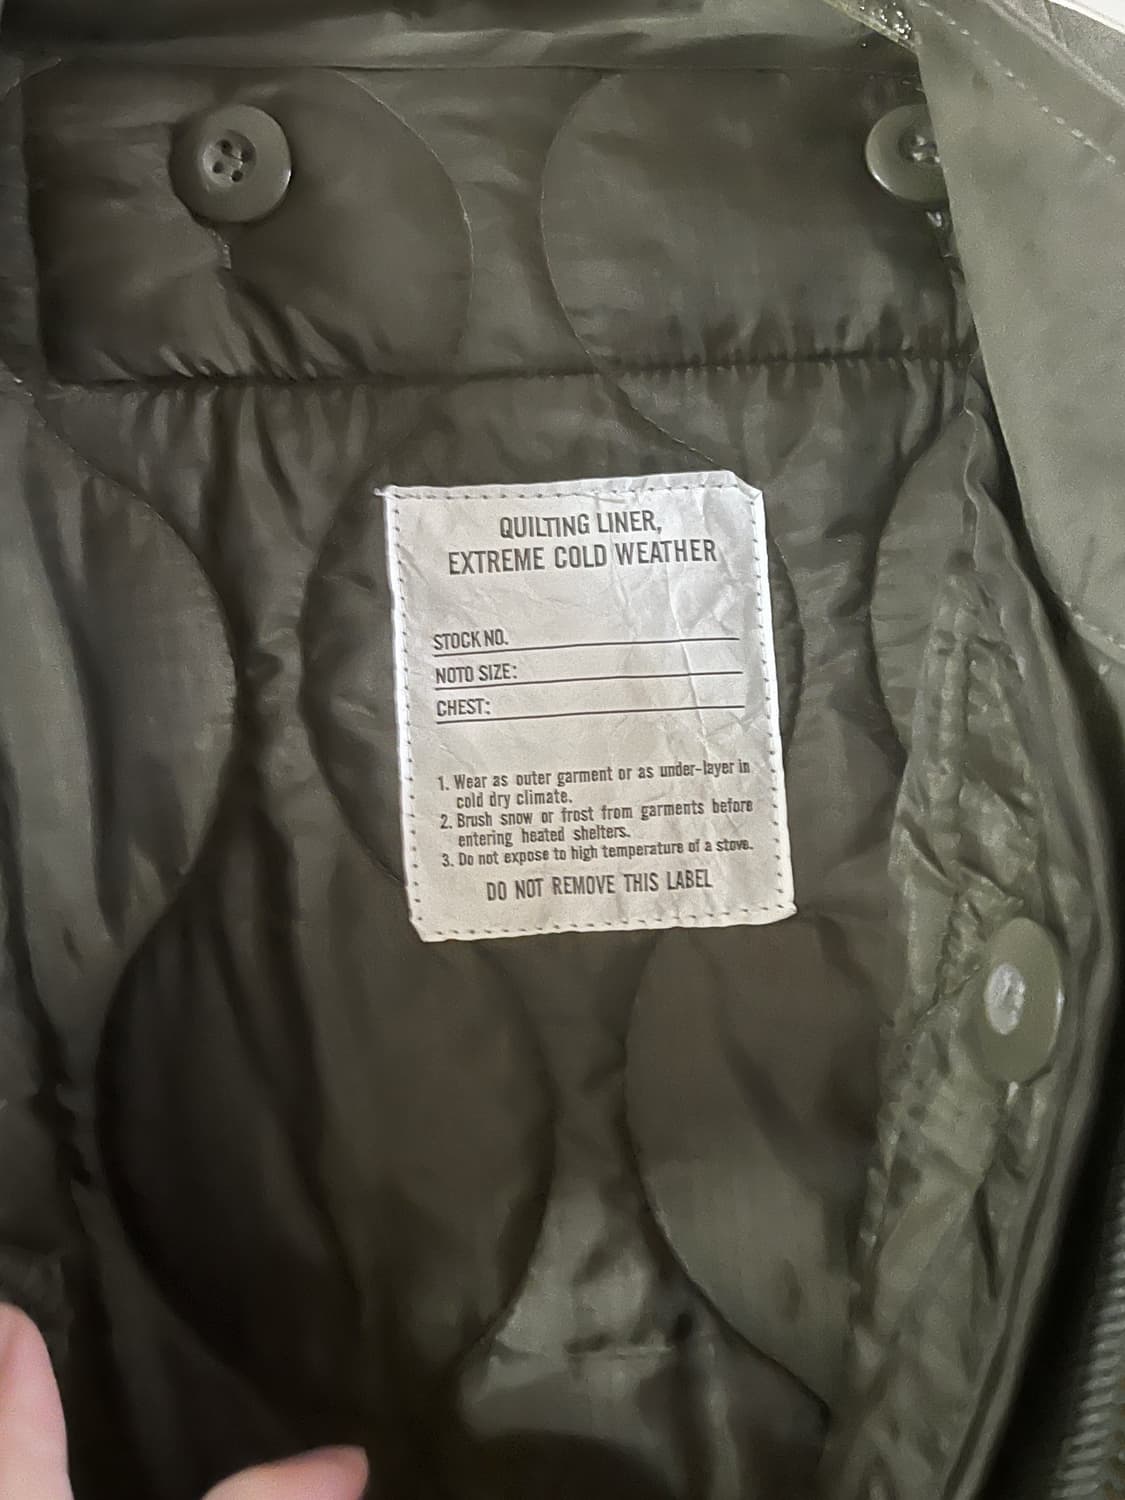 QUILTING LINER,
EXTREME COLD WEATHER
STOCK NO.
NOTO SIZE:
CHEST:
1. Wear as outer garment or as under-layer in
cold dry climate.
2. Brush snow or frost from garments before
entering heated shelters.
3. Do not expose to high temperature of a stove.
DO NOT REMOVE THIS LABEL